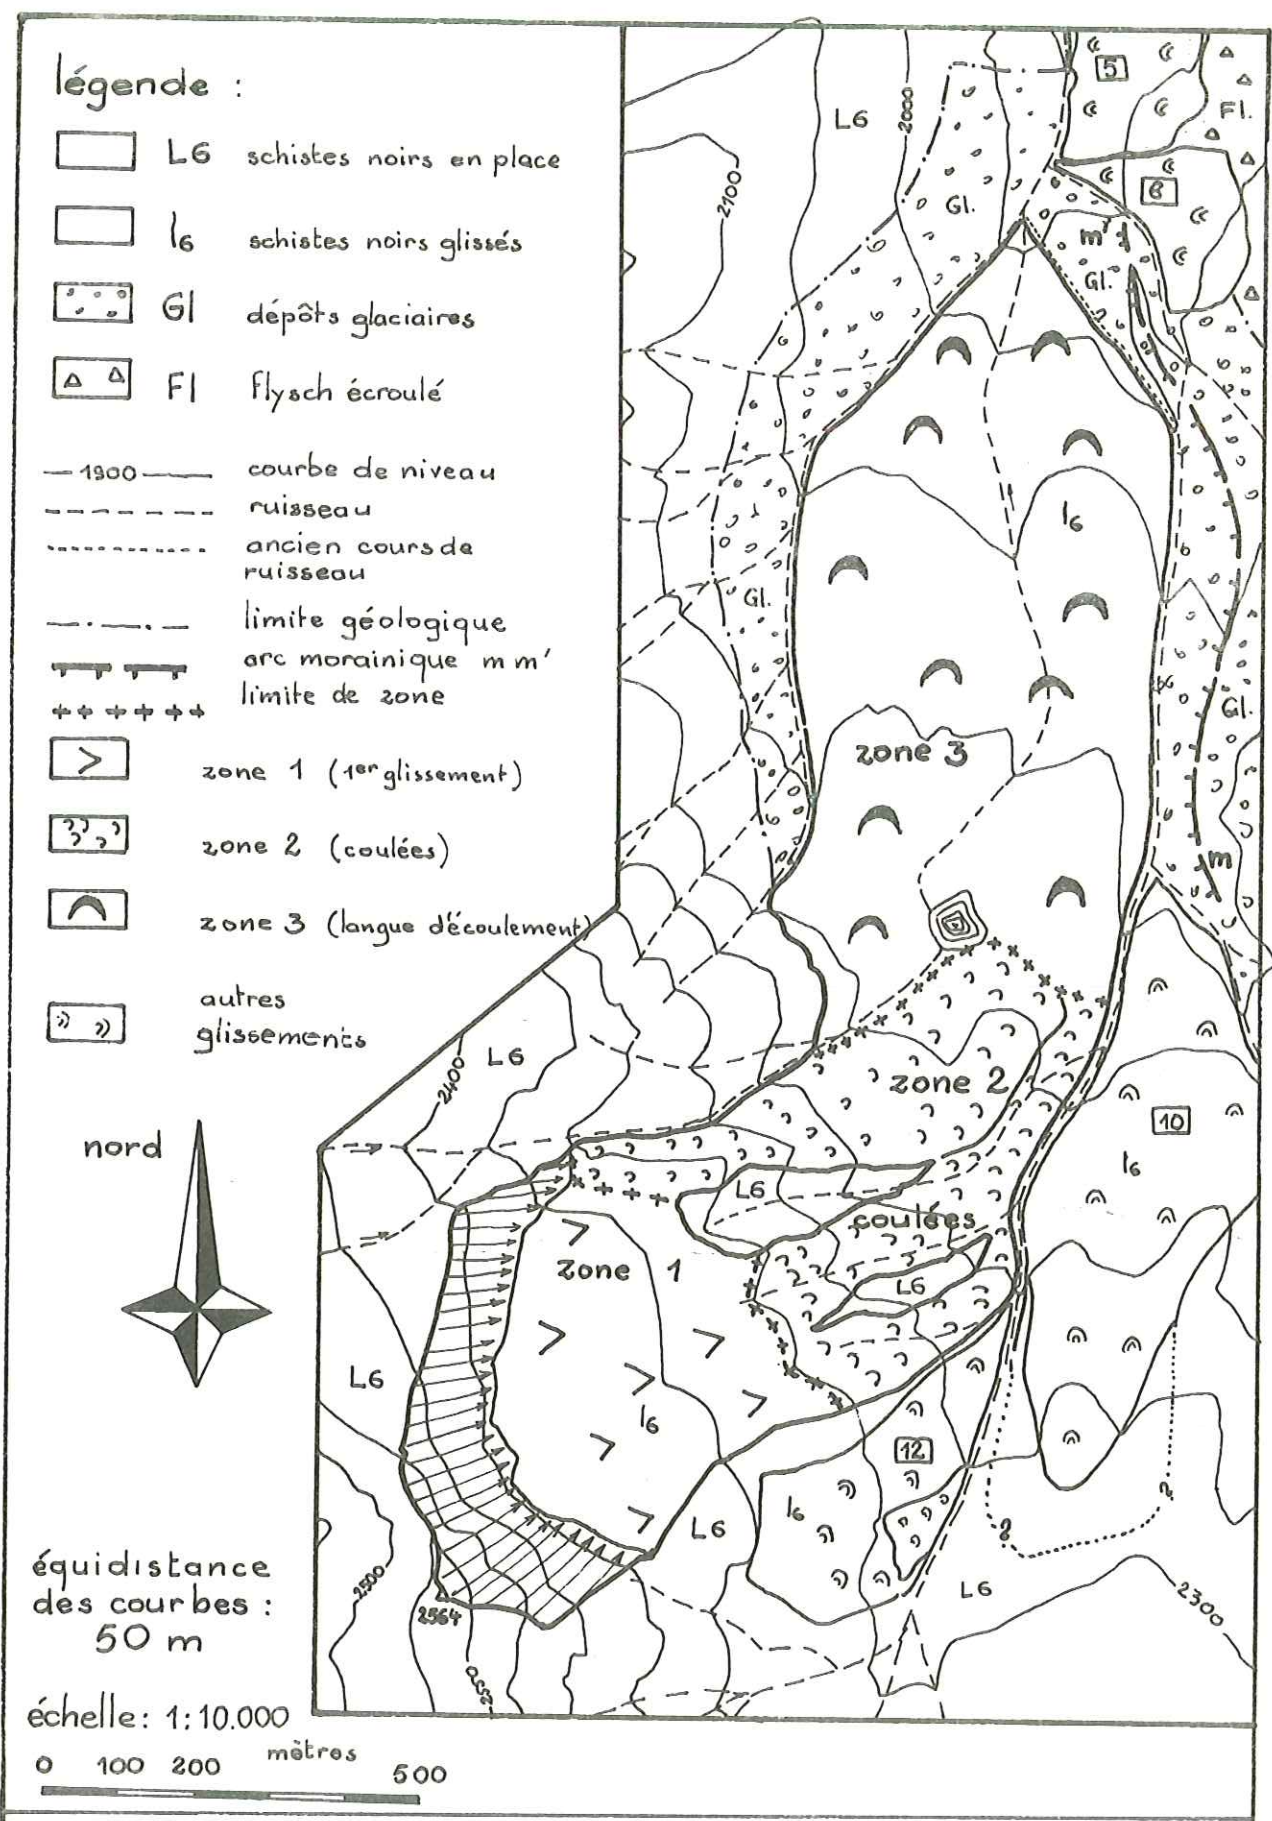 légende :
L6 schistes noirs en place
l6 schistes noirs glissés
Gl dépôts glaciaires
Fl flysch écroulé
1900 courbe de niveau
ruisseau
ancien cours de
ruisseau
limite géologique
arc morainique m m'
limite de zone
zone 1 (1er glissement)
zone 2 (coulées)
zone 3 (langue d'écoulement)
autres
glissements
nord
équidistance
des courbes :
50 m
échelle: 1:10.000
mètres
0 100 200 500
5
L6
2000
Fl.
2100
Gl.
6
m'
Gl.
l6
Gl.
Gl.
zone 3
m
L6
2400
zone 2
10
l6
L6
coulées
zone 1
L6
L6
l6
12
l6
L6
?
?
2500
2564
L6
2300
2550